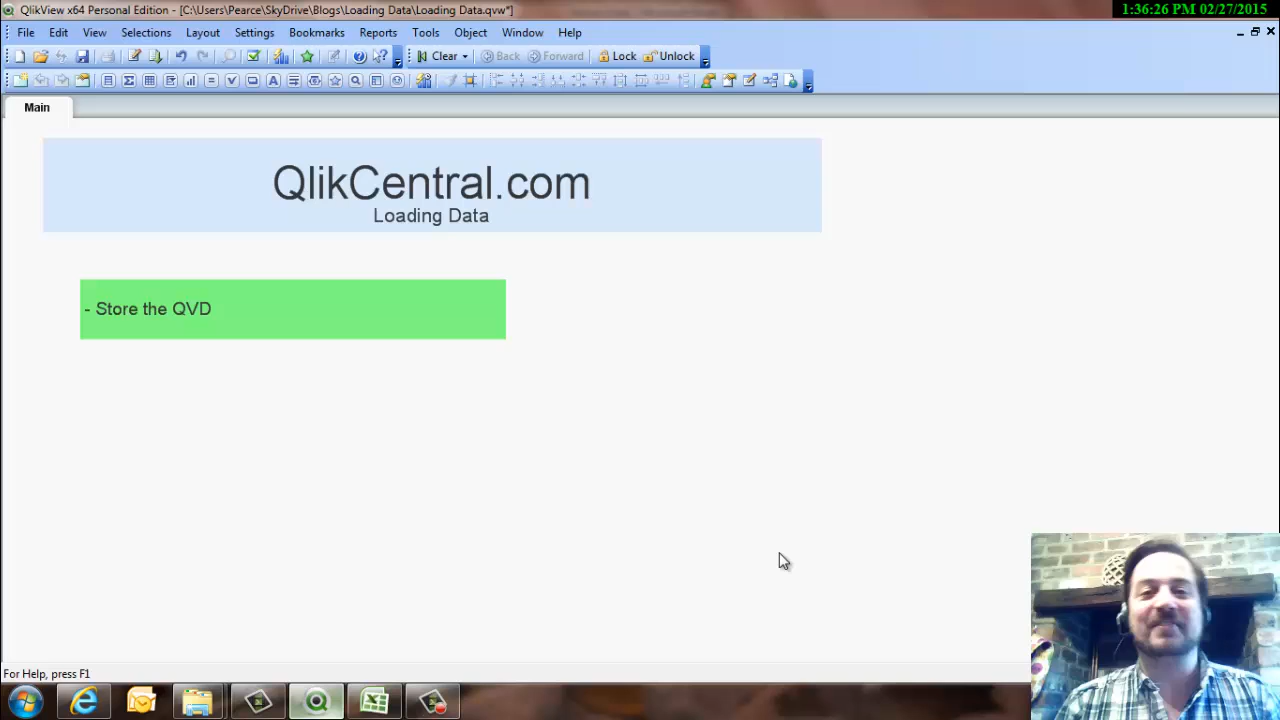 QlikView x64 Personal Edition - [C:\Users\Pearce\SkyDrive\Blogs\Loading Data\Loading Data.qvw*]
1:36:26 PM 02/27/2015
File Edit View Selections Layout Settings Bookmarks Reports Tools Object Window Help
Clear Back Forward Lock Unlock
Main
QlikCentral.com
Loading Data
- Store the QVD
For Help, press F1